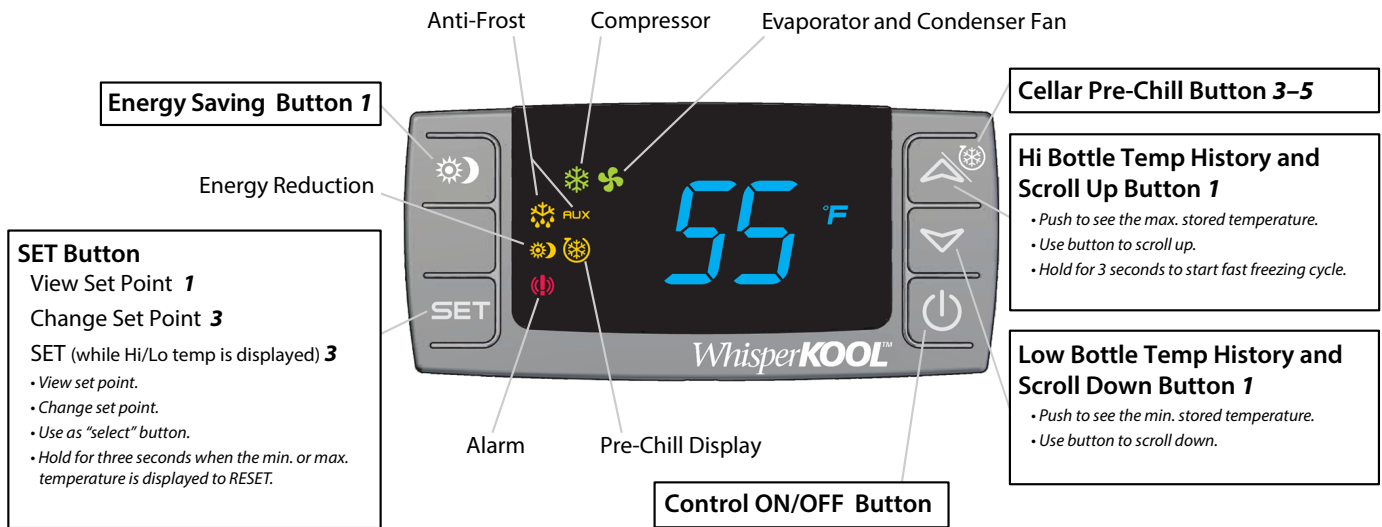 Anti-Frost
Compressor
Evaporator and Condenser Fan
Energy Saving Button 1
Energy Reduction
SET Button
View Set Point 1
Change Set Point 3
SET (while Hi/Lo temp is displayed) 3
• View set point.
• Change set point.
• Use as “select” button.
• Hold for three seconds when the min. or max.
temperature is displayed to RESET.
AUX
55 °F
SET
WhisperKOOL™
Alarm
Pre-Chill Display
Control ON/OFF Button
Cellar Pre-Chill Button 3–5
Hi Bottle Temp History and
Scroll Up Button 1
• Push to see the max. stored temperature.
• Use button to scroll up.
• Hold for 3 seconds to start fast freezing cycle.
Low Bottle Temp History and
Scroll Down Button 1
• Push to see the min. stored temperature.
• Use button to scroll down.